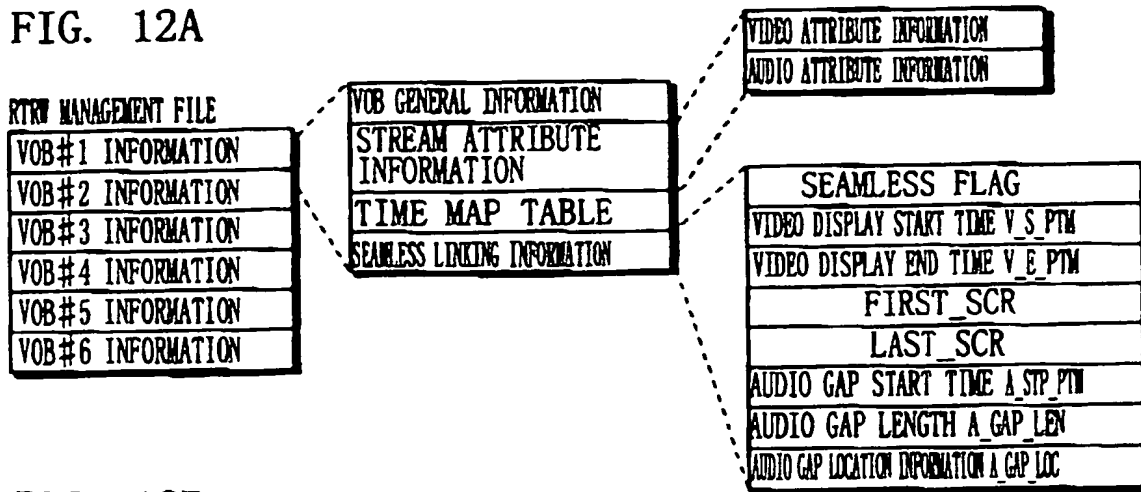 FIG. 12A
RTRW MANAGEMENT FILE
VOB#1 INFORMATION
VOB#2 INFORMATION
VOB#3 INFORMATION
VOB#4 INFORMATION
VOB#5 INFORMATION
VOB#6 INFORMATION
VOB GENERAL INFORMATION
STREAM ATTRIBUTE
INFORMATION
TIME MAP TABLE
SEAMLESS LINKING INFORMATION
VIDEO ATTRIBUTE INFORMATION
AUDIO ATTRIBUTE INFORMATION
SEAMLESS FLAG
VIDEO DISPLAY START TIME V_S_PTM
VIDEO DISPLAY END TIME V_E_PTM
FIRST_SCR
LAST_SCR
AUDIO GAP START TIME A_STP_PTM
AUDIO GAP LENGTH A_GAP_LEN
AUDIO GAP LOCATION INFORMATION A_GAP_LOC